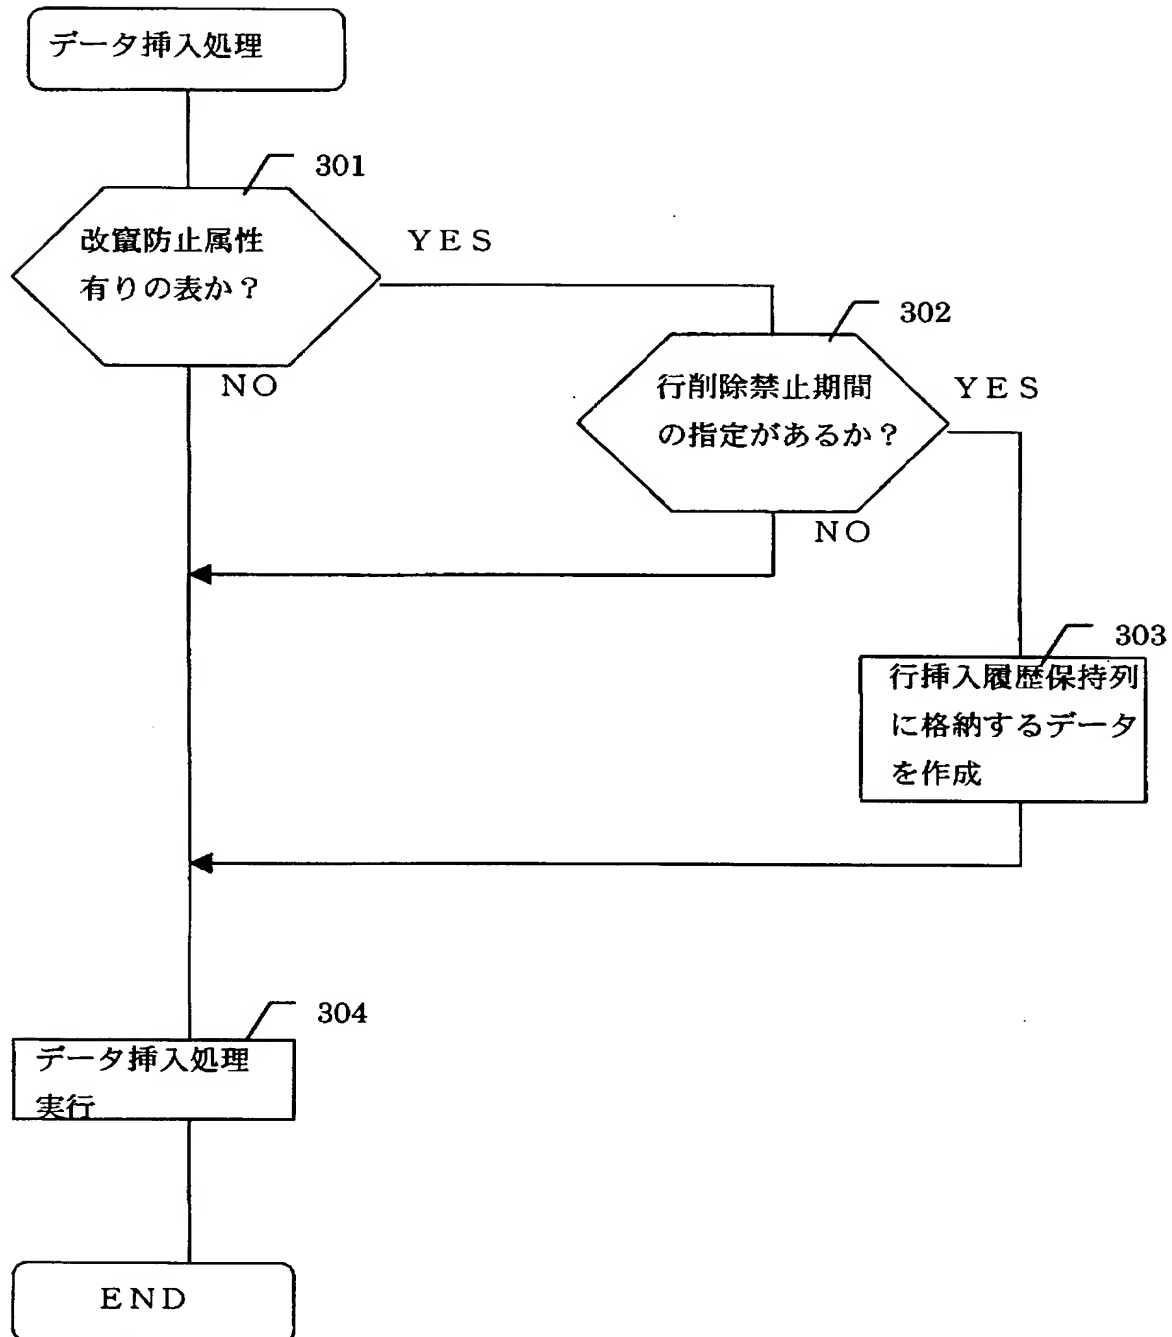 データ挿入処理
301
改竄防止属性
有りの表か？
YES
NO
302
行削除禁止期間
の指定があるか？
YES
NO
303
行挿入履歴保持列
に格納するデータ
を作成
304
データ挿入処理
実行
END